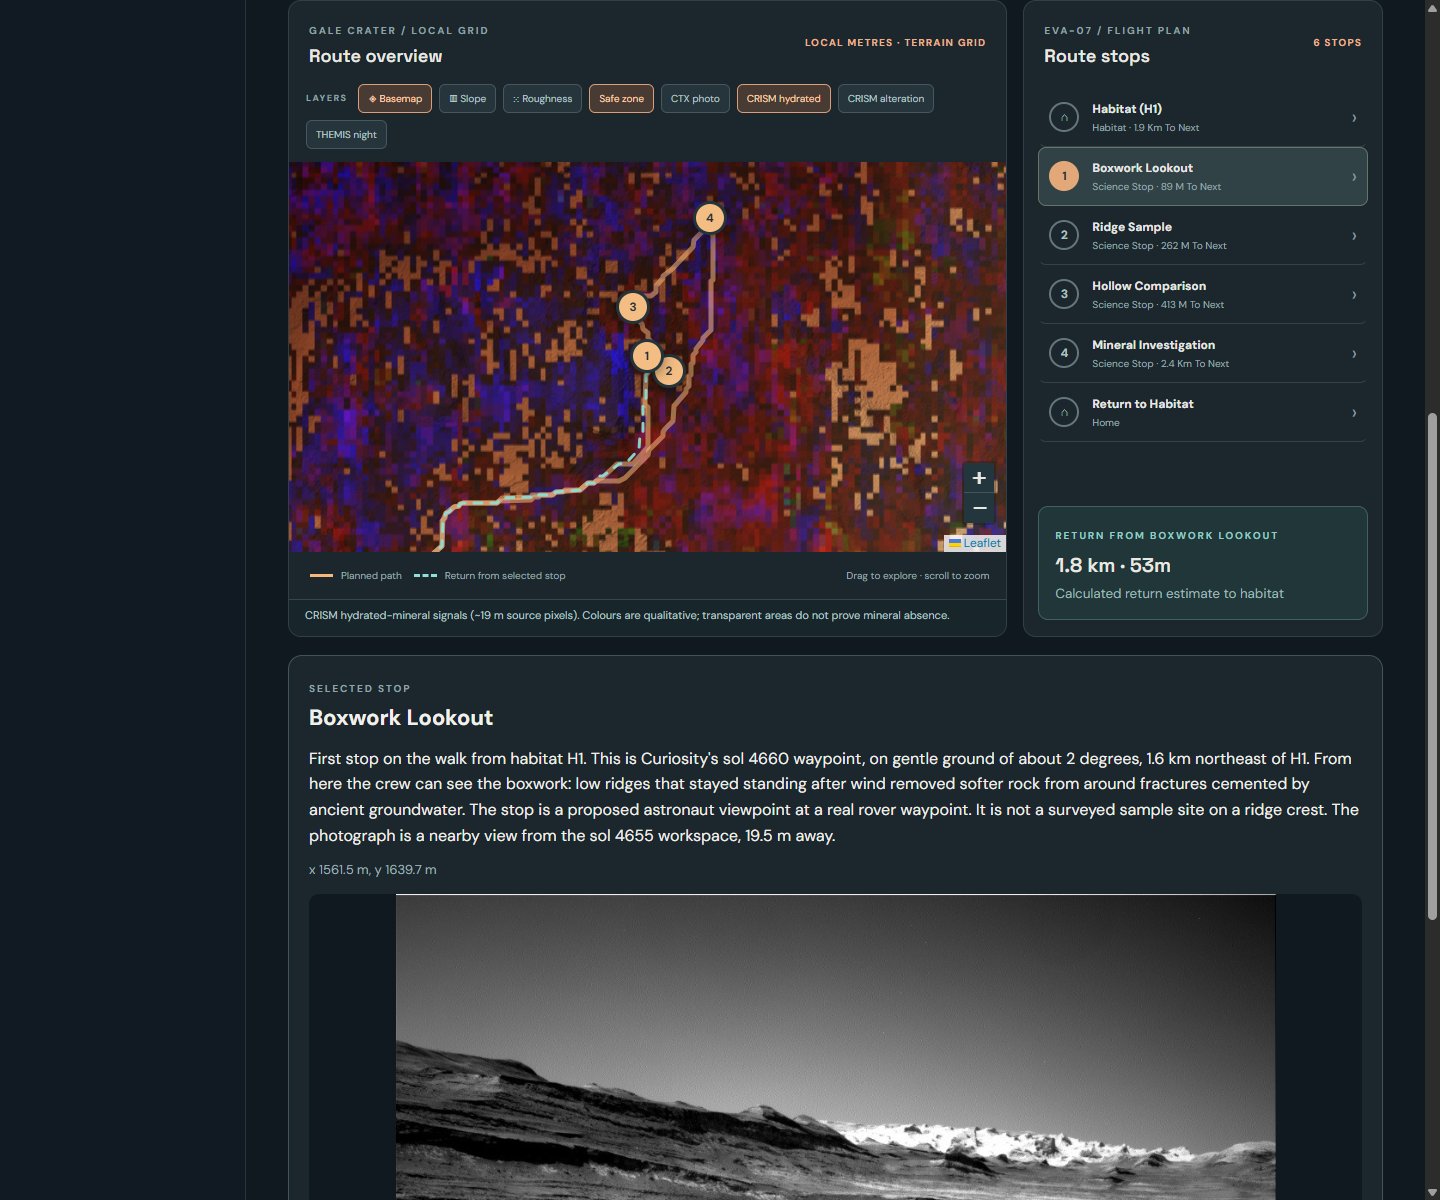 GALE CRATER / LOCAL GRID
Route overview
LOCAL METRES · TERRAIN GRID
LAYERS
Basemap
Slope
Roughness
Safe zone
CTX photo
CRISM hydrated
CRISM alteration
THEMIS night
4
3
1
2
+
−
Leaflet
Planned path
Return from selected stop
Drag to explore · scroll to zoom
CRISM hydrated-mineral signals (~19 m source pixels). Colours are qualitative; transparent areas do not prove mineral absence.
EVA-07 / FLIGHT PLAN
Route stops
6 STOPS
Habitat (H1)
Habitat · 1.9 Km To Next
1
Boxwork Lookout
Science Stop · 89 M To Next
2
Ridge Sample
Science Stop · 262 M To Next
3
Hollow Comparison
Science Stop · 413 M To Next
4
Mineral Investigation
Science Stop · 2.4 Km To Next
Return to Habitat
Home
RETURN FROM BOXWORK LOOKOUT
1.8 km · 53m
Calculated return estimate to habitat
SELECTED STOP
Boxwork Lookout
First stop on the walk from habitat H1. This is Curiosity's sol 4660 waypoint, on gentle ground of about 2 degrees, 1.6 km northeast of H1. From
here the crew can see the boxwork: low ridges that stayed standing after wind removed softer rock from around fractures cemented by
ancient groundwater. The stop is a proposed astronaut viewpoint at a real rover waypoint. It is not a surveyed sample site on a ridge crest. The
photograph is a nearby view from the sol 4655 workspace, 19.5 m away.
x 1561.5 m, y 1639.7 m